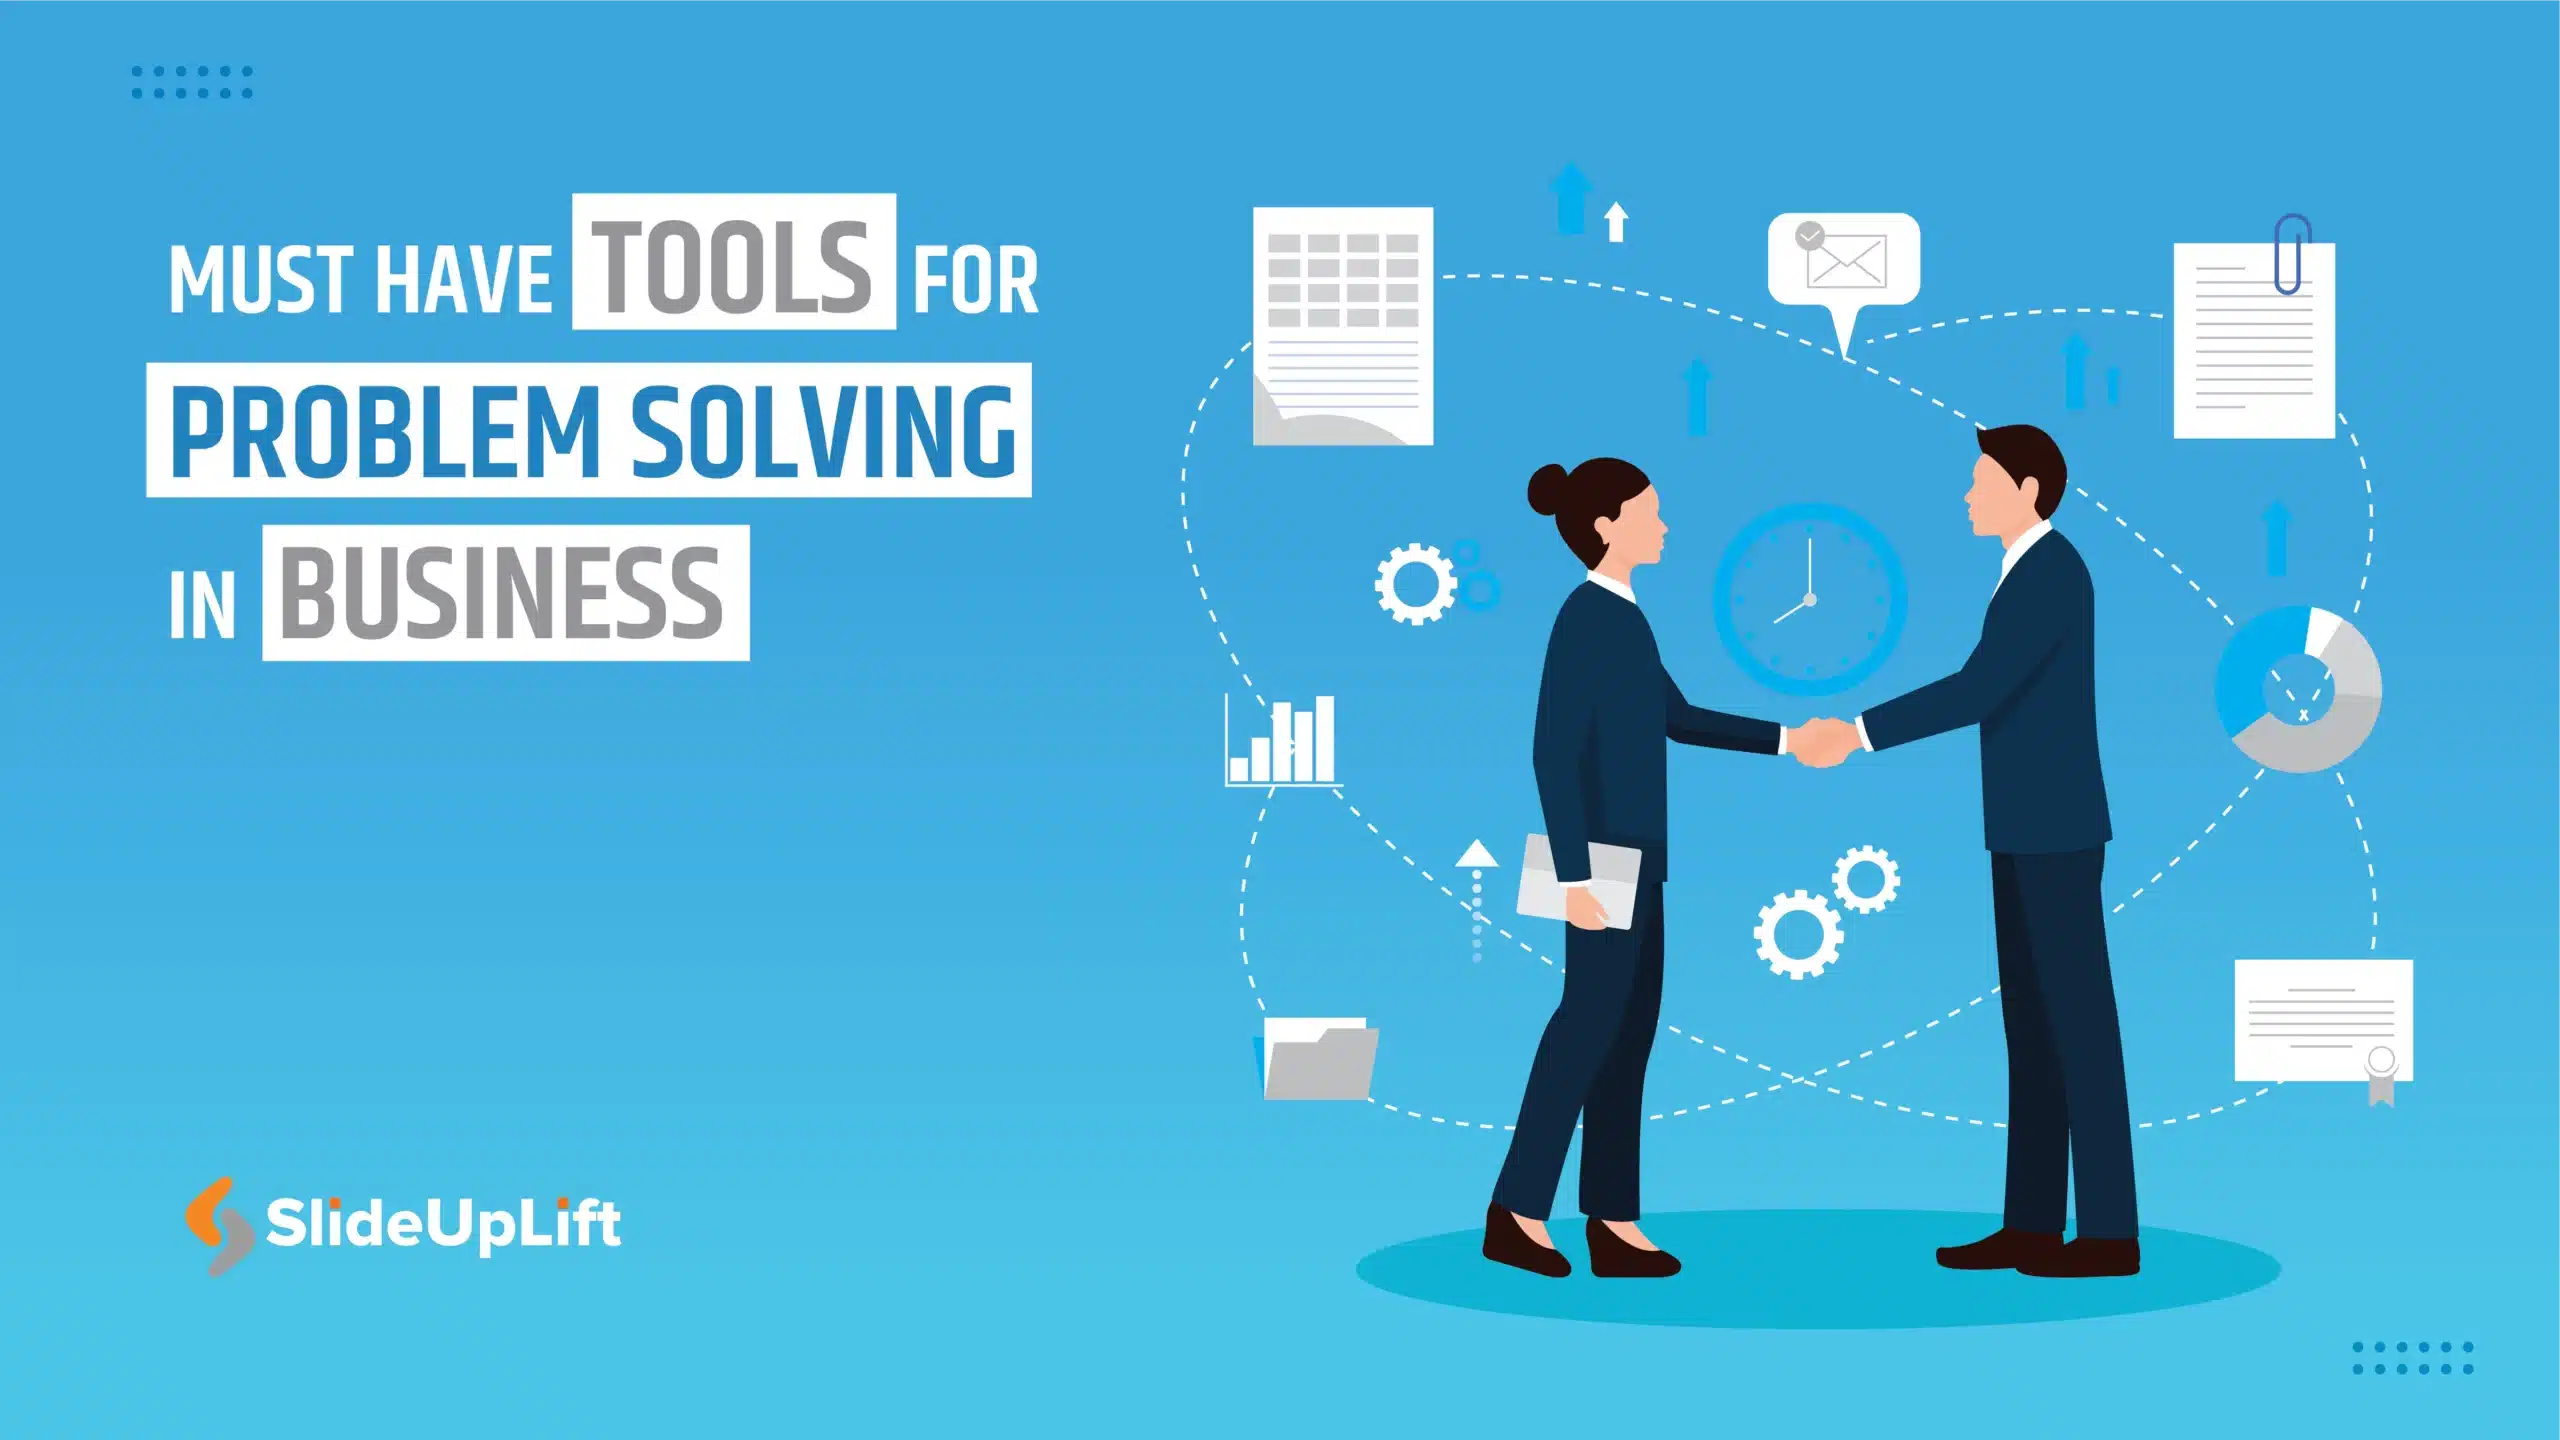 MUST HAVE TOOLS FOR
PROBLEM SOLVING
IN BUSINESS
SlideUpLift